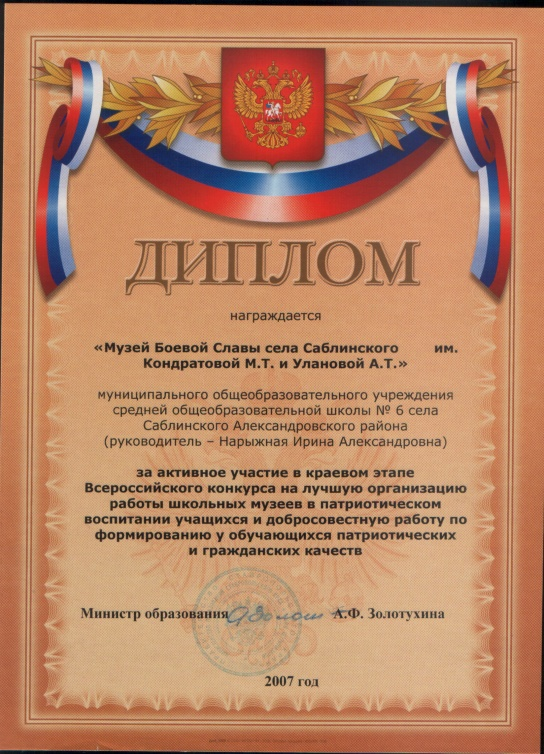 ДИПЛОМ
награждается
«Музей Боевой Славы села Саблинского им.
Кондратовой М.Т. и Улановой А.Т.»
муниципального общеобразовательного учреждения
средней общеобразовательной школы № 6 села
Саблинского Александровского района
(руководитель – Нарыжная Ирина Александровна)
за активное участие в краевом этапе
Всероссийского конкурса на лучшую организацию
работы школьных музеев в патриотическом
воспитании учащихся и добросовестную работу по
формированию у обучающихся патриотических
и гражданских качеств
Министр образования А.Ф. Золотухина
2007 год